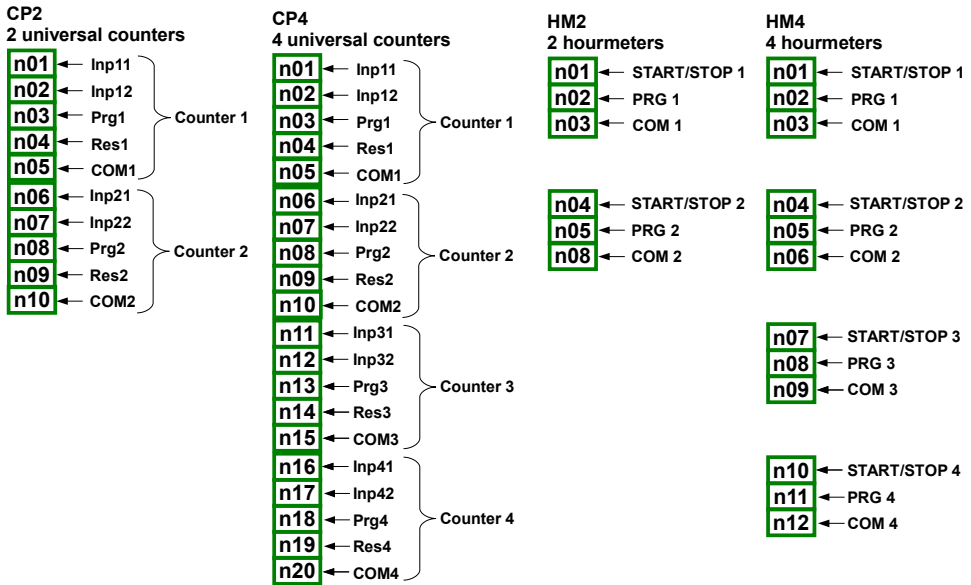 CP2
2 universal counters
n01 Inp11
n02 Inp12
n03 Prg1
n04 Res1
n05 COM1
Counter 1
n06 Inp21
n07 Inp22
n08 Prg2
n09 Res2
n10 COM2
Counter 2
CP4
4 universal counters
n01 Inp11
n02 Inp12
n03 Prg1
n04 Res1
n05 COM1
Counter 1
n06 Inp21
n07 Inp22
n08 Prg2
n09 Res2
n10 COM2
Counter 2
n11 Inp31
n12 Inp32
n13 Prg3
n14 Res3
n15 COM3
Counter 3
n16 Inp41
n17 Inp42
n18 Prg4
n19 Res4
n20 COM4
Counter 4
HM2
2 hourmeters
n01 START/STOP 1
n02 PRG 1
n03 COM 1
n04 START/STOP 2
n05 PRG 2
n08 COM 2
HM4
4 hourmeters
n01 START/STOP 1
n02 PRG 1
n03 COM 1
n04 START/STOP 2
n05 PRG 2
n06 COM 2
n07 START/STOP 3
n08 PRG 3
n09 COM 3
n10 START/STOP 4
n11 PRG 4
n12 COM 4